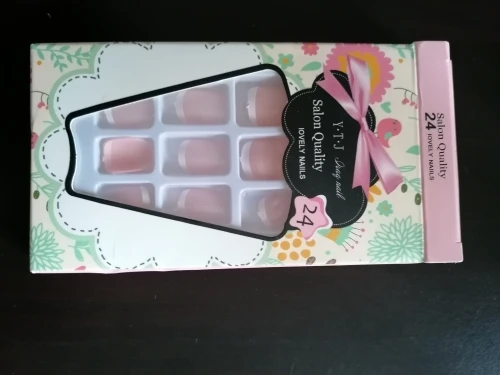 Y·T·J
Salon Quality
lOVELY NAILS
24
Salon Quality
24 lOVELY NAILS